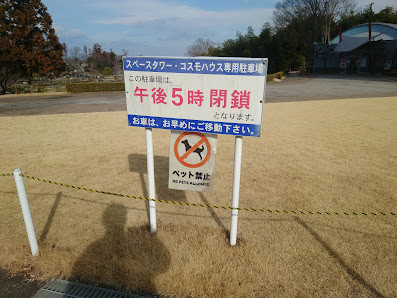 スペースタワー・コスモハウス専用駐車場
この駐車場は、
午後5時閉鎖
となります。
お車は、お早めにご移動下さい。
ペット禁止
NO PETS ALLOWED